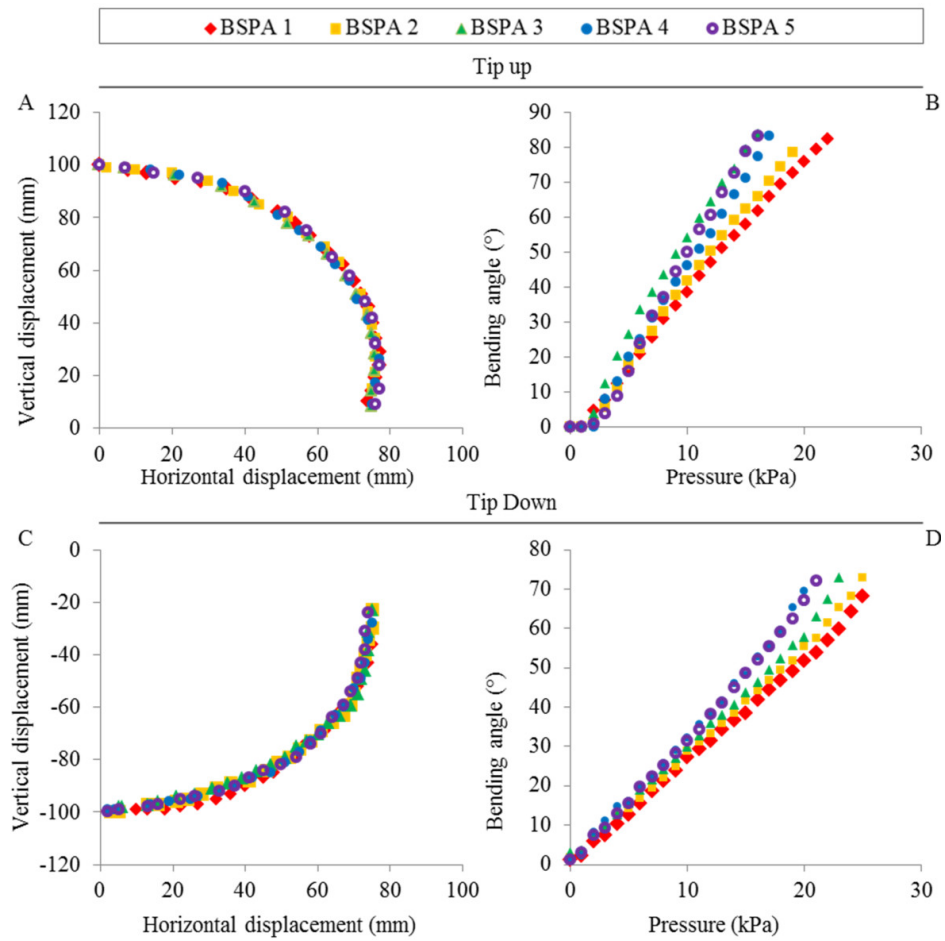 BSPA 1 BSPA 2 BSPA 3 BSPA 4 BSPA 5
Tip up
A
120
100
80
60
40
20
0
0 20 40 60 80 100
Vertical displacement (mm)
Horizontal displacement (mm)
B
90
80
70
60
50
40
30
20
10
0
0 10 20 30
Bending angle (°)
Pressure (kPa)
Tip Down
C
0
-20
-40
-60
-80
-100
-120
0 20 40 60 80 100
Vertical displacement (mm)
Horizontal displacement (mm)
D
80
70
60
50
40
30
20
10
0
0 10 20 30
Bending angle (°)
Pressure (kPa)